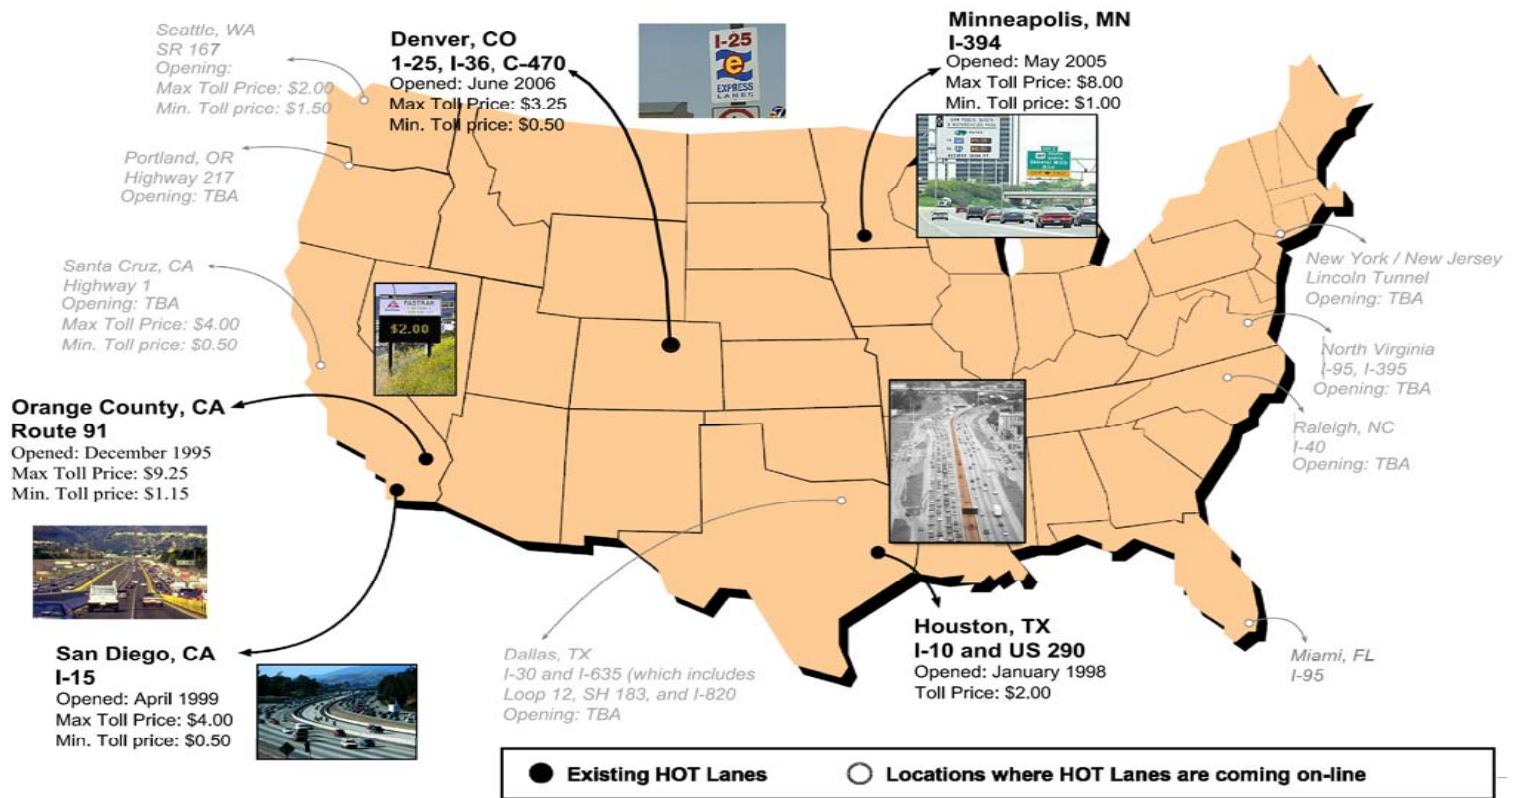 Seattle, WA
SR 167
Opening:
Max Toll Price: $2.00
Min. Toll price: $1.50
Denver, CO
1-25, I-36, C-470
Opened: June 2006
Max Toll Price: $3.25
Min. Toll price: $0.50
I-25
e
EXPRESS
LANES
Minneapolis, MN
I-394
Opened: May 2005
Max Toll Price: $8.00
Min. Toll price: $1.00
Portland, OR
Highway 217
Opening: TBA
Santa Cruz, CA
Highway 1
Opening: TBA
Max Toll Price: $4.00
Min. Toll price: $0.50
FASTRAK
$2.00
New York / New Jersey
Lincoln Tunnel
Opening: TBA
North Virginia
I-95, I-395
Opening: TBA
Orange County, CA
Route 91
Opened: December 1995
Max Toll Price: $9.25
Min. Toll price: $1.15
Raleigh, NC
I-40
Opening: TBA
San Diego, CA
I-15
Opened: April 1999
Max Toll Price: $4.00
Min. Toll price: $0.50
Dallas, TX
I-30 and I-635 (which includes
Loop 12, SH 183, and I-820
Opening: TBA
Houston, TX
I-10 and US 290
Opened: January 1998
Toll Price: $2.00
Miami, FL
I-95
Existing HOT Lanes
Locations where HOT Lanes are coming on-line